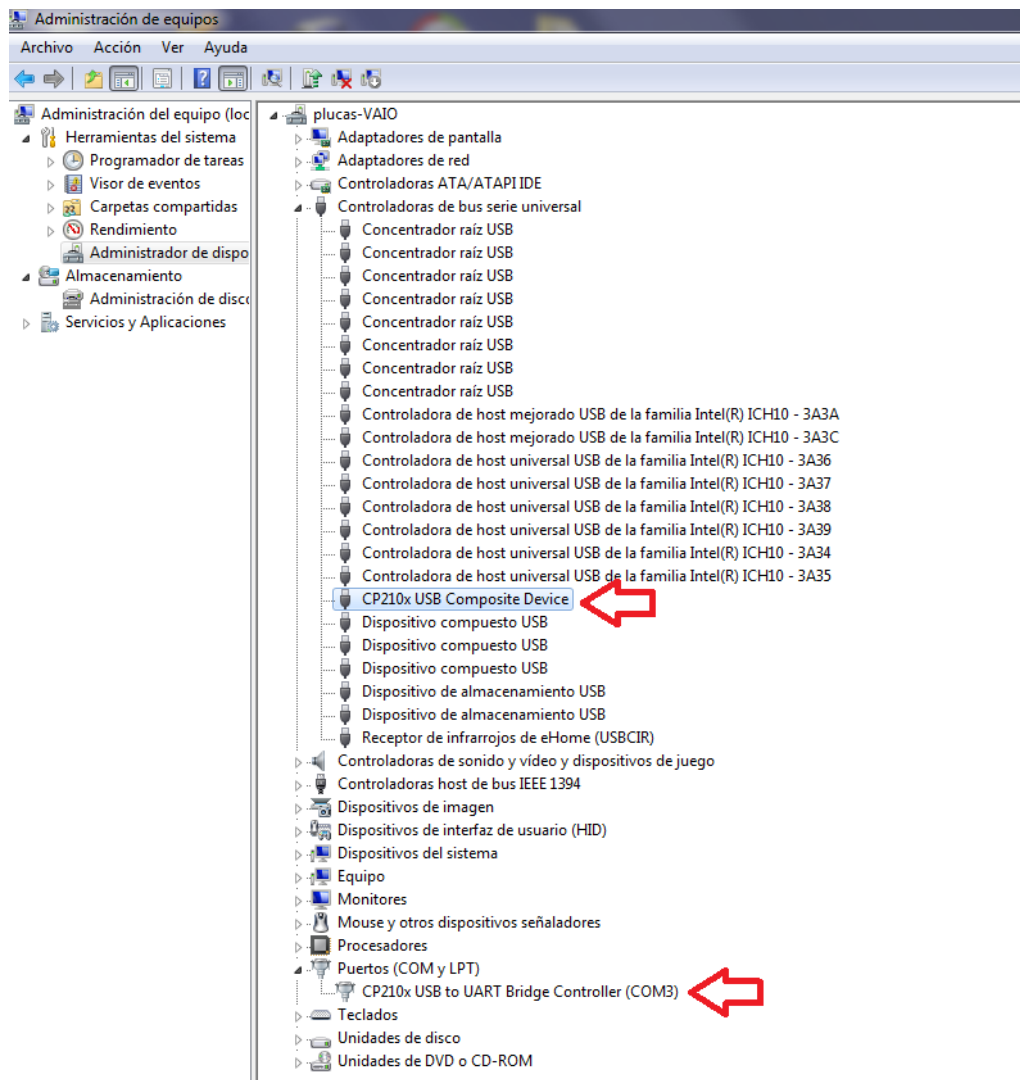 Administración de equipos
Archivo Acción Ver Ayuda
Administración del equipo (loc
Herramientas del sistema
Programador de tareas
Visor de eventos
Carpetas compartidas
Rendimiento
Administrador de dispo
Almacenamiento
Administración de disco
Servicios y Aplicaciones
plucas-VAIO
Adaptadores de pantalla
Adaptadores de red
Controladoras ATA/ATAPI IDE
Controladoras de bus serie universal
Concentrador raíz USB
Concentrador raíz USB
Concentrador raíz USB
Concentrador raíz USB
Concentrador raíz USB
Concentrador raíz USB
Concentrador raíz USB
Concentrador raíz USB
Controladora de host mejorado USB de la familia Intel(R) ICH10 - 3A3A
Controladora de host mejorado USB de la familia Intel(R) ICH10 - 3A3C
Controladora de host universal USB de la familia Intel(R) ICH10 - 3A36
Controladora de host universal USB de la familia Intel(R) ICH10 - 3A37
Controladora de host universal USB de la familia Intel(R) ICH10 - 3A38
Controladora de host universal USB de la familia Intel(R) ICH10 - 3A39
Controladora de host universal USB de la familia Intel(R) ICH10 - 3A34
Controladora de host universal USB de la familia Intel(R) ICH10 - 3A35
CP210x USB Composite Device
Dispositivo compuesto USB
Dispositivo compuesto USB
Dispositivo compuesto USB
Dispositivo de almacenamiento USB
Dispositivo de almacenamiento USB
Receptor de infrarrojos de eHome (USBCIR)
Controladoras de sonido y vídeo y dispositivos de juego
Controladoras host de bus IEEE 1394
Dispositivos de imagen
Dispositivos de interfaz de usuario (HID)
Dispositivos del sistema
Equipo
Monitores
Mouse y otros dispositivos señaladores
Procesadores
Puertos (COM y LPT)
CP210x USB to UART Bridge Controller (COM3)
Teclados
Unidades de disco
Unidades de DVD o CD-ROM